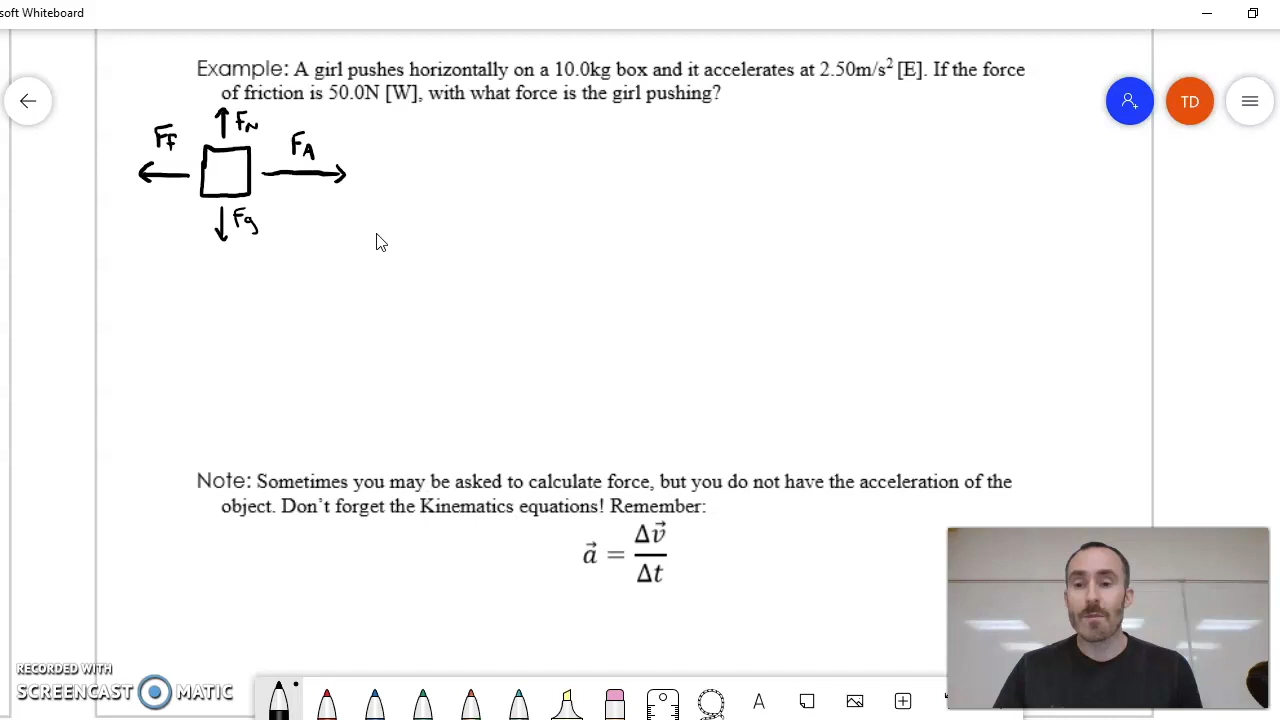 soft Whiteboard
Example: A girl pushes horizontally on a 10.0kg box and it accelerates at 2.50m/s² [E]. If the force
of friction is 50.0N [W], with what force is the girl pushing?
TD
FN
Ff
FA
Fg
Note: Sometimes you may be asked to calculate force, but you do not have the acceleration of the
object. Don't forget the Kinematics equations! Remember:
a⃗ = Δv⃗ / Δt
RECORDED WITH
SCREENCAST MATIC
A